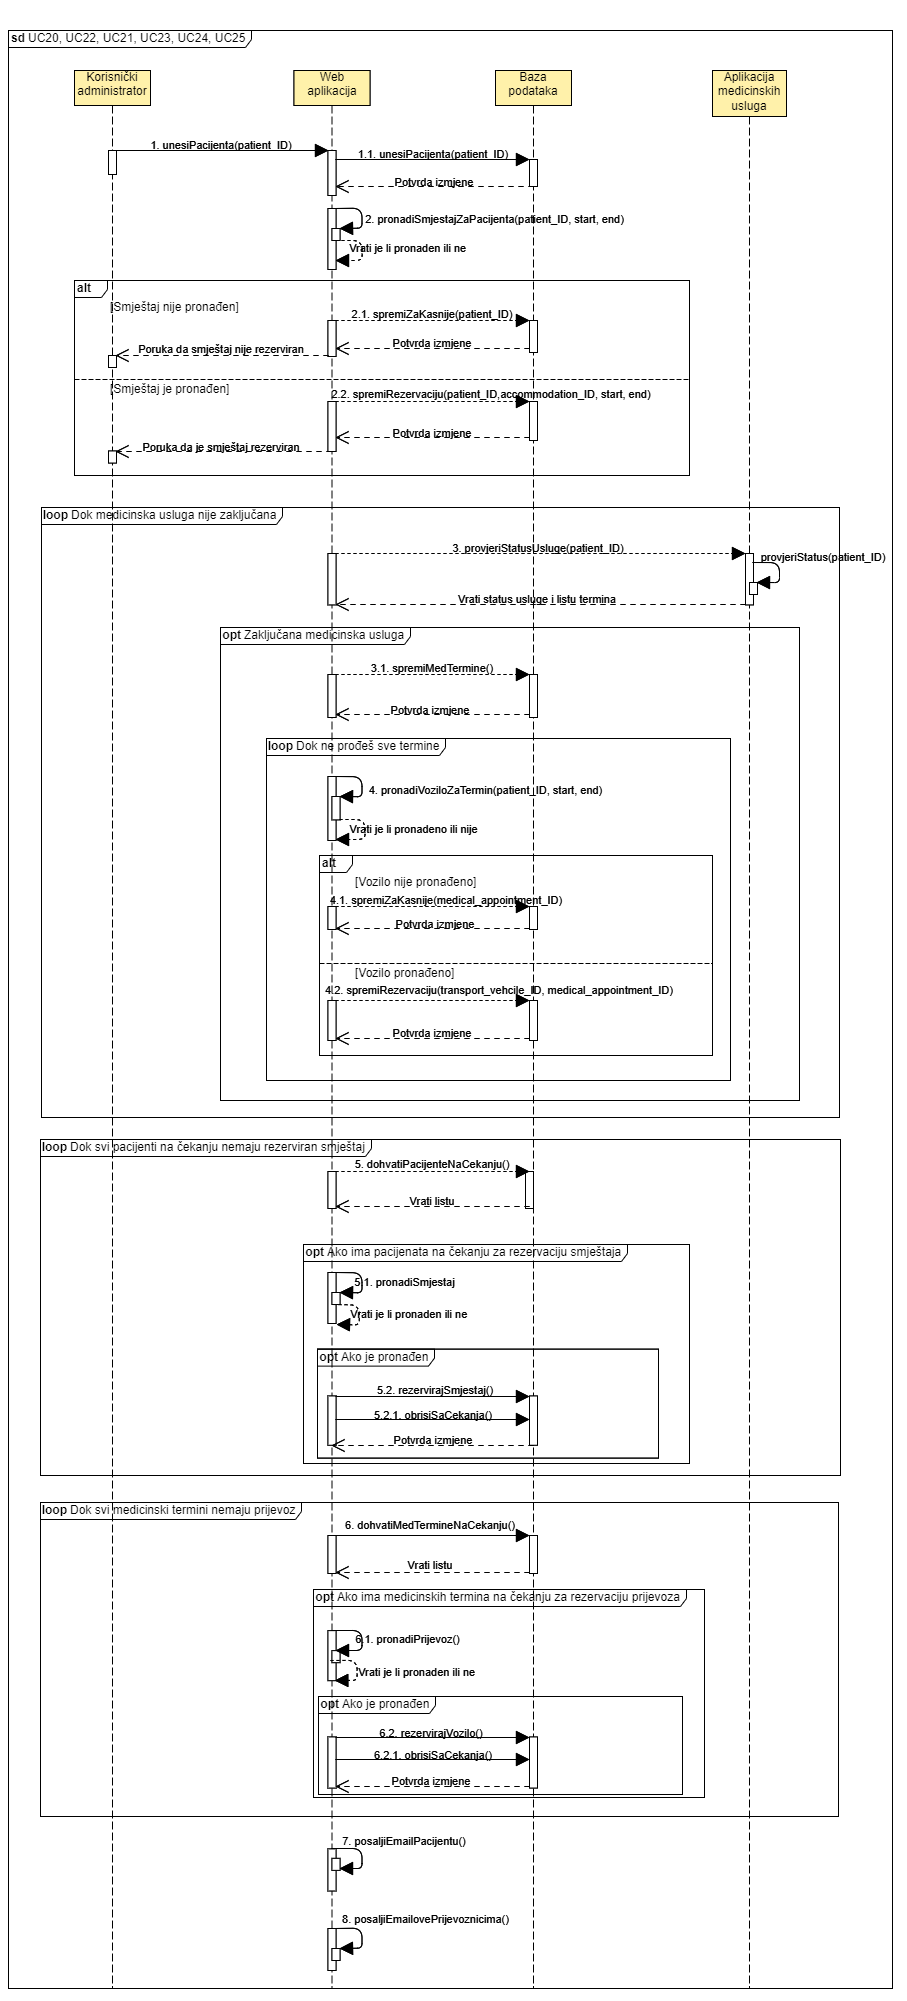 sd UC20, UC22, UC21, UC23, UC24, UC25
Korisnički
administrator
Web
aplikacija
Baza
podataka
Aplikacija
medicinskih
usluga
1. unesiPacijenta(patient_ID)
1.1. unesiPacijenta(patient_ID)
Potvrda izmjene
2. pronadiSmjestajZaPacijenta(patient_ID, start, end)
Vrati je li pronaden ili ne
alt
[Smještaj nije pronađen]
2.1. spremiZaKasnije(patient_ID)
Potvrda izmjene
Poruka da smještaj nije rezerviran
[Smještaj je pronađen]
2.2. spremiRezervaciju(patient_ID,accommodation_ID, start, end)
Potvrda izmjene
Poruka da je smještaj rezerviran
loop Dok medicinska usluga nije zaključana
3. provjeriStatusUsluge(patient_ID)
provjeriStatus(patient_ID)
Vrati status usluge i listu termina
opt Zaključana medicinska usluga
3.1. spremiMedTermine()
Potvrda izmjene
loop Dok ne prođeš sve termine
4. pronadiVoziloZaTermin(patient_ID, start, end)
Vrati je li pronadeno ili nije
alt
[Vozilo nije pronađeno]
4.1. spremiZaKasnije(medical_appointment_ID)
Potvrda izmjene
[Vozilo pronađeno]
4.2. spremiRezervaciju(transport_vehcile_ID, medical_appointment_ID)
Potvrda izmjene
loop Dok svi pacijenti na čekanju nemaju rezerviran smještaj
5. dohvatiPacijenteNaCekanju()
Vrati listu
opt Ako ima pacijenata na čekanju za rezervaciju smještaja
5.1. pronadiSmjestaj
Vrati je li pronaden ili ne
opt Ako je pronađen
5.2. rezervirajSmjestaj()
5.2.1. obrisiSaCekanja()
Potvrda izmjene
loop Dok svi medicinski termini nemaju prijevoz
6. dohvatiMedTermineNaCekanju()
Vrati listu
opt Ako ima medicinskih termina na čekanju za rezervaciju prijevoza
6.1. pronadiPrijevoz()
Vrati je li pronaden ili ne
opt Ako je pronađen
6.2. rezervirajVozilo()
6.2.1. obrisiSaCekanja()
Potvrda izmjene
7. posaljiEmailPacijentu()
8. posaljiEmailovePrijevoznicima()